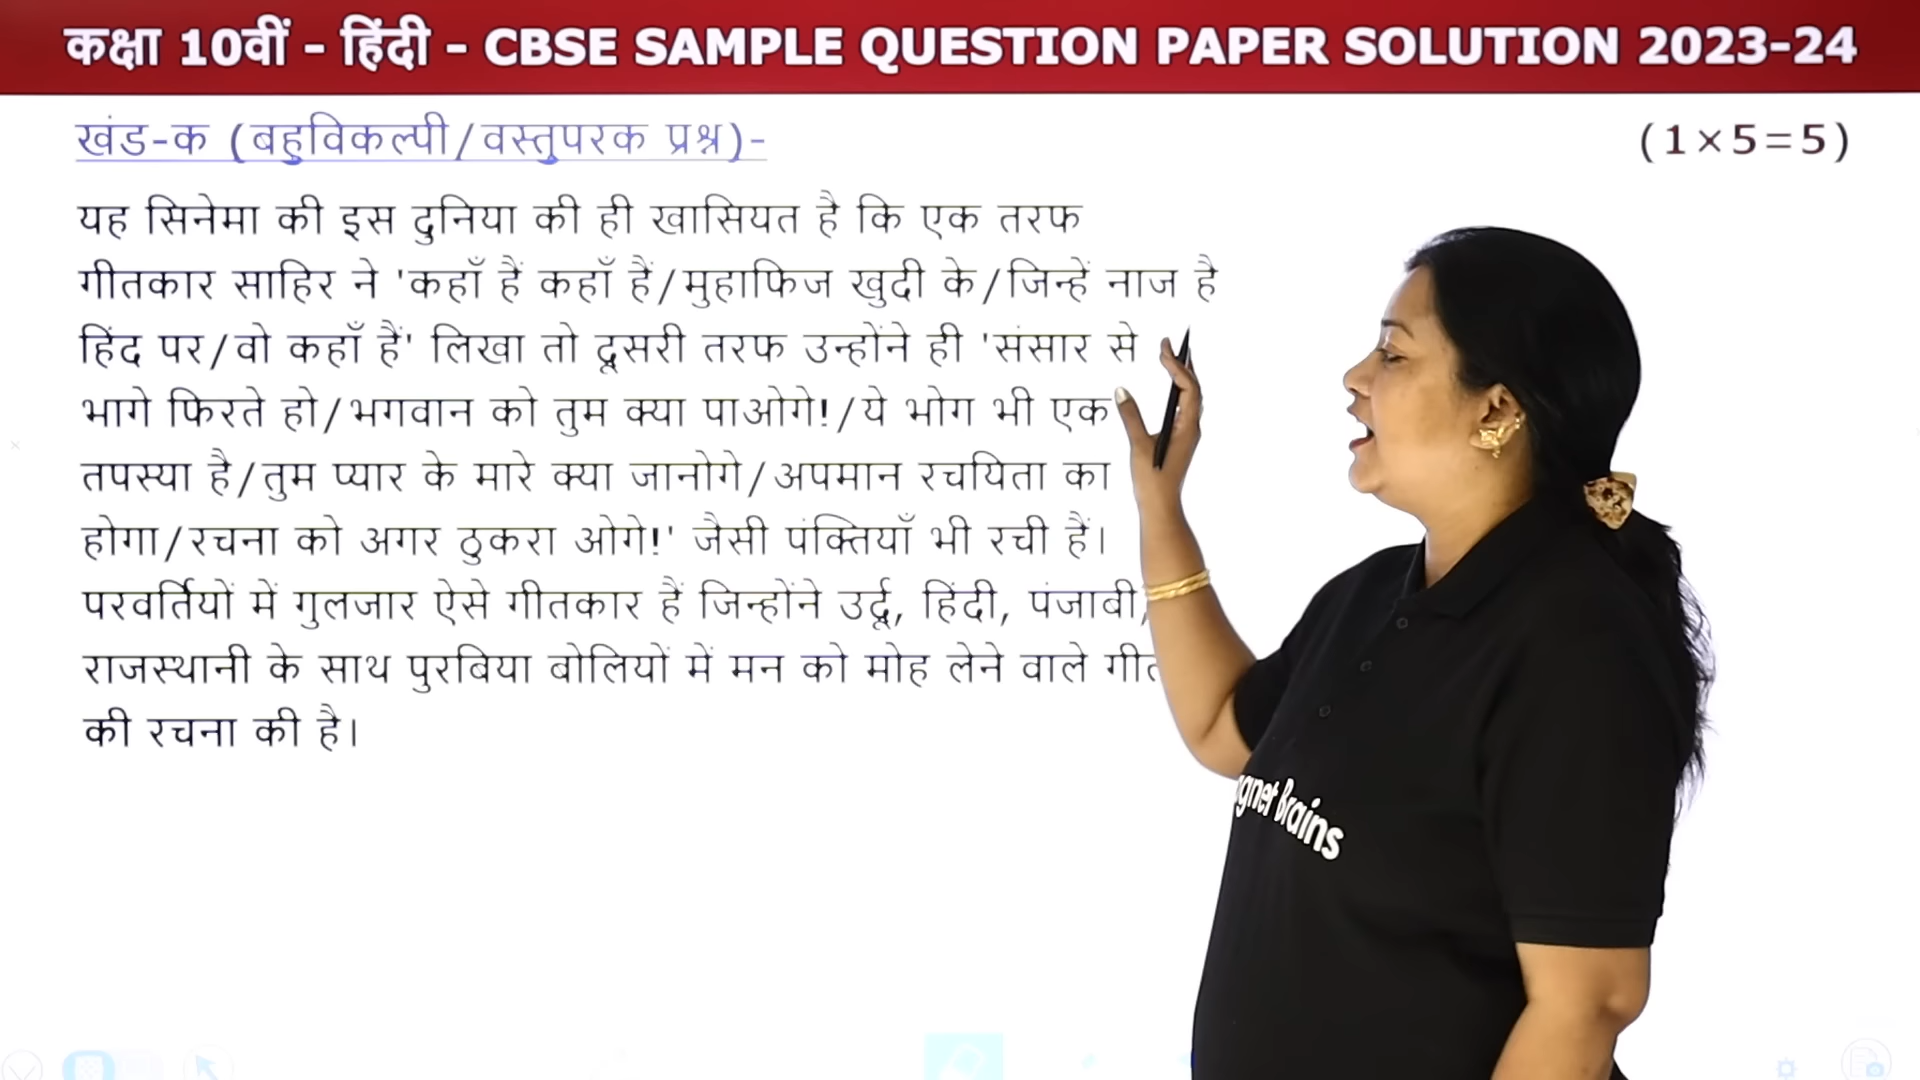 कक्षा 10वीं - हिंदी - CBSE SAMPLE QUESTION PAPER SOLUTION 2023-24
खंड-क (बहुविकल्पी/वस्तुपरक प्रश्न)-
(1×5=5)
यह सिनेमा की इस दुनिया की ही खासियत है कि एक तरफ
गीतकार साहिर ने 'कहाँ हैं कहाँ हैं/मुहाफिज खुदी के/जिन्हें नाज है
हिंद पर/वो कहाँ हैं' लिखा तो दूसरी तरफ उन्होंने ही 'संसार से
भागे फिरते हो/भगवान को तुम क्या पाओगे!/ये भोग भी एक
तपस्या है/तुम प्यार के मारे क्या जानोगे/अपमान रचयिता का
होगा/रचना को अगर ठुकरा ओगे!' जैसी पंक्तियाँ भी रची हैं।
परवर्तियों में गुलजार ऐसे गीतकार हैं जिन्होंने उर्दू, हिंदी, पंजाबी,
राजस्थानी के साथ पुरबिया बोलियों में मन को मोह लेने वाले
की रचना की है।
Brains